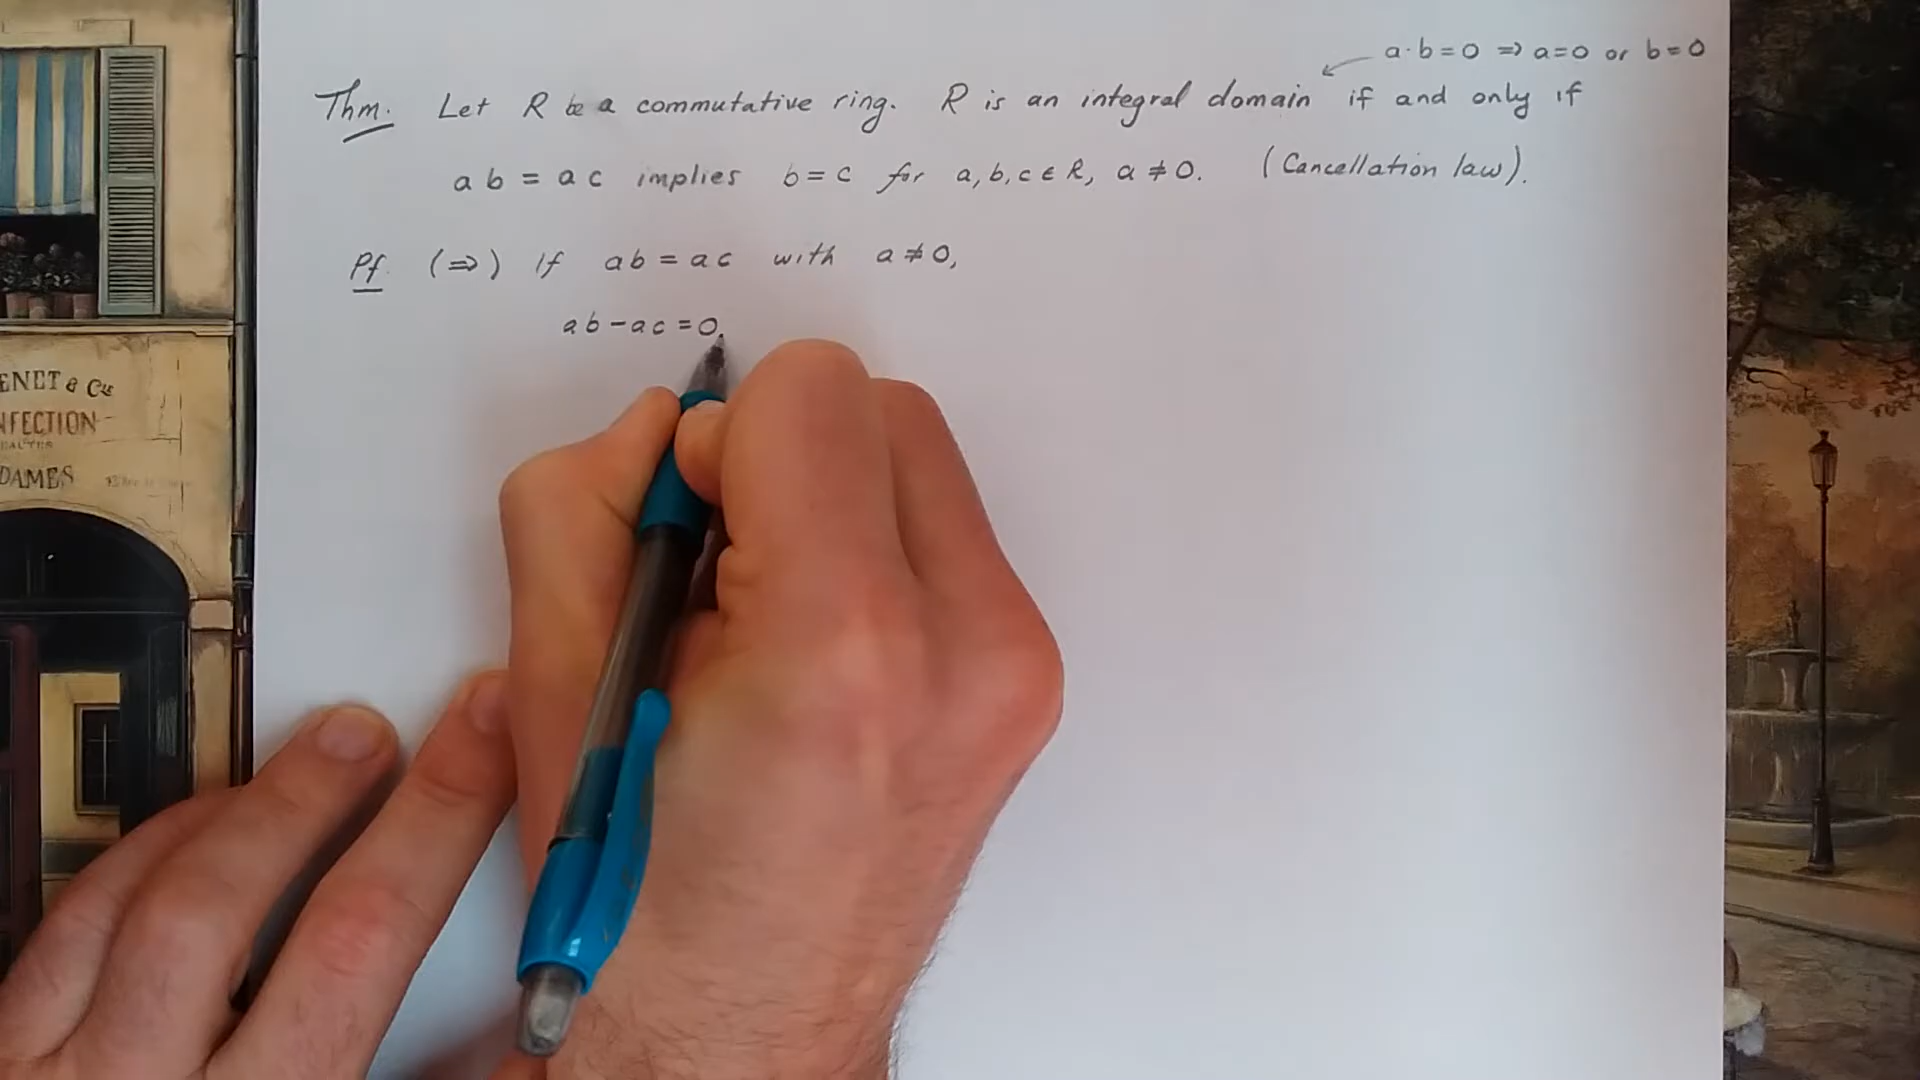 a·b=0 ⇒ a=0 or b=0
Thm. Let R be a commutative ring. R is an integral domain if and only if
ab = ac implies b=c for a,b,c ∈ R, a≠0. (Cancellation law).
Pf. (⇒) If ab = ac with a≠0,
ab-ac=0.
ENET & Cie
NFECTION
DAMES